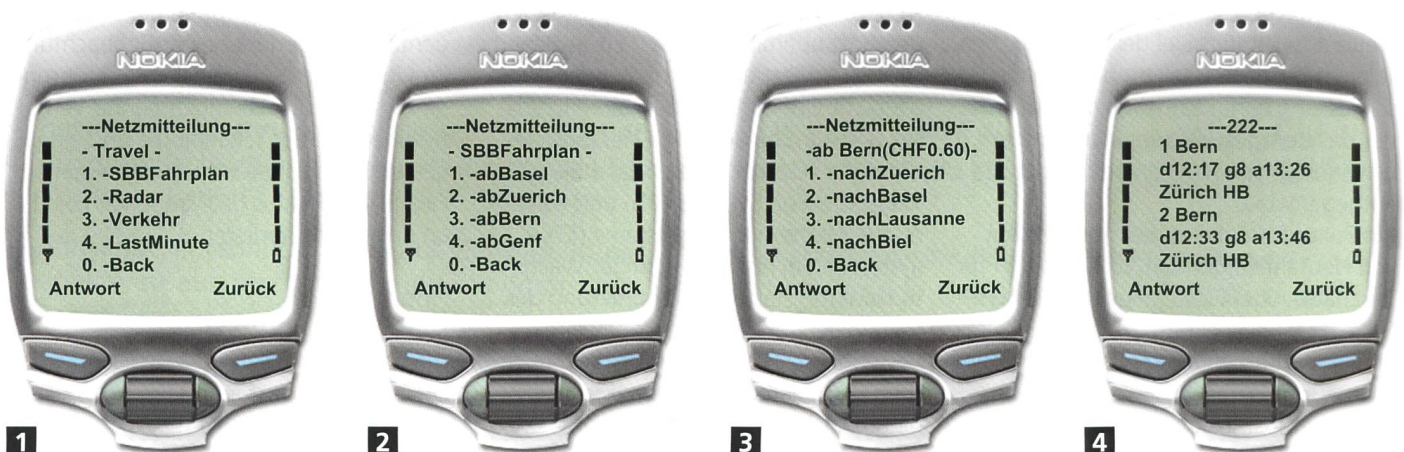 NOKIA
---Netzmitteilung---
- Travel -
1. -SBBFahrplan
2. -Radar
3. -Verkehr
4. -LastMinute
0. -Back
Antwort Zurück
1
NOKIA
---Netzmitteilung---
- SBBFahrplan -
1. -abBasel
2. -abZuerich
3. -abBern
4. -abGenf
0. -Back
Antwort Zurück
2
NOKIA
---Netzmitteilung---
-ab Bern(CHF0.60)-
1. -nachZuerich
2. -nachBasel
3. -nachLausanne
4. -nachBiel
0. -Back
Antwort Zurück
3
NOKIA
---222---
1 Bern
d12:17 g8 a13:26
Zürich HB
2 Bern
d12:33 g8 a13:46
Zürich HB
Antwort Zurück
4